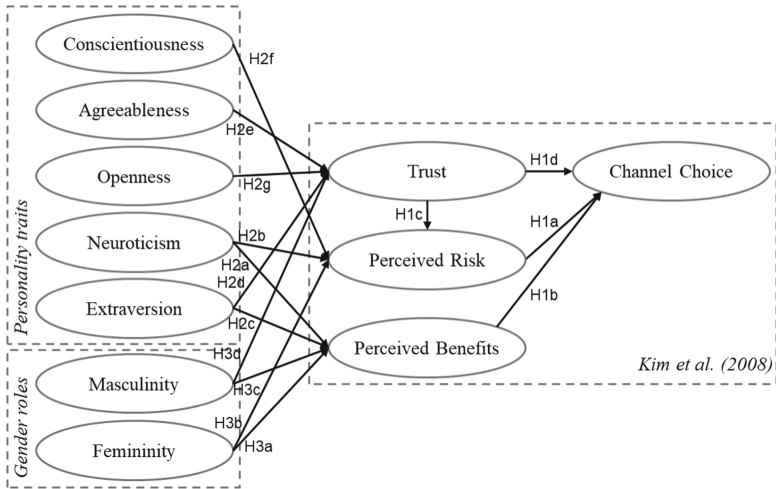 Personality traits
Conscientiousness
Agreeableness
Openness
Neuroticism
Extraversion
Gender roles
Masculinity
Femininity
H2f
H2e
H2g
H2b
H2a
H2d
H2c
H3d
H3c
H3b
H3a
Trust
H1d
Channel Choice
H1c
H1a
Perceived Risk
H1b
Perceived Benefits
Kim et al. (2008)